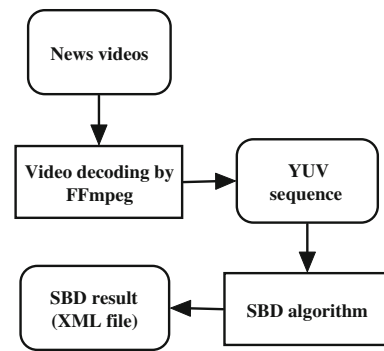 News videos
Video decoding by
FFmpeg
YUV
sequence
SBD algorithm
SBD result
(XML file)